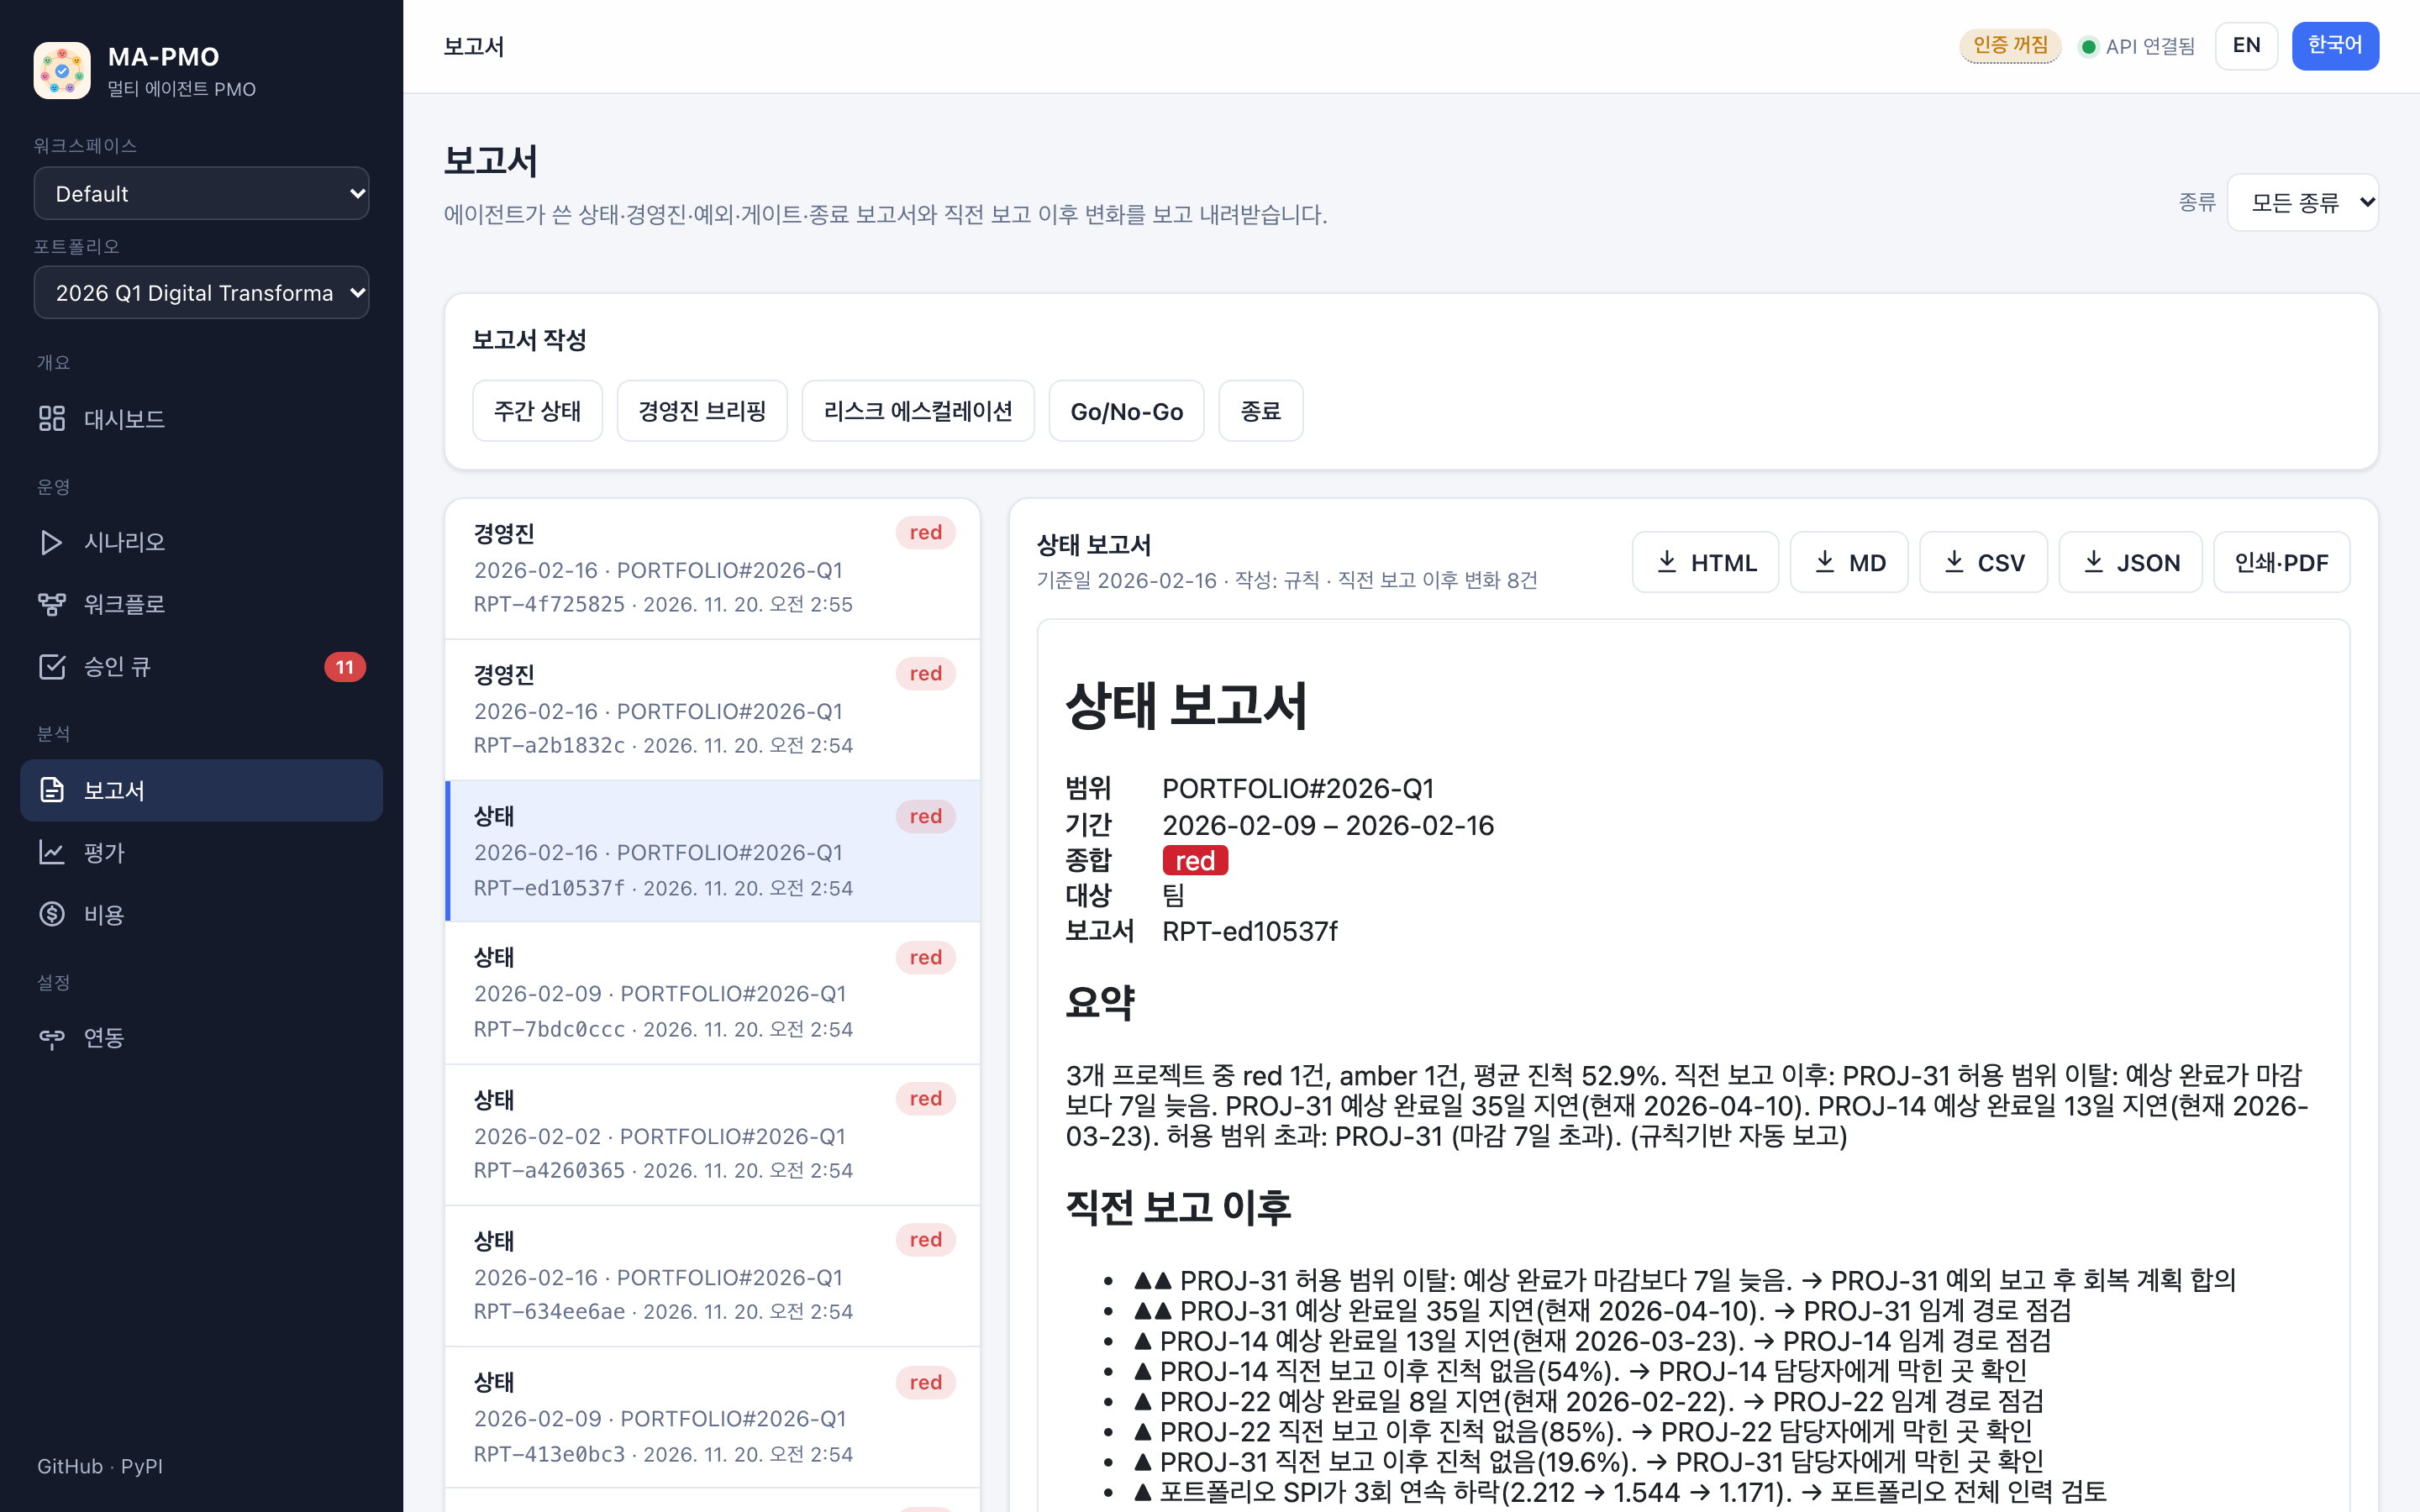 MA-PMO
멀티 에이전트 PMO
워크스페이스
Default
포트폴리오
2026 Q1 Digital Transforma
개요
대시보드
운영
시나리오
워크플로
승인 큐
11
분석
보고서
평가
비용
설정
연동
GitHub · PyPI
보고서
인증 꺼짐
API 연결됨
EN
한국어
보고서
에이전트가 쓴 상태·경영진·예외·게이트·종료 보고서와 직전 보고 이후 변화를 보고 내려받습니다.
종류
모든 종류
보고서 작성
주간 상태
경영진 브리핑
리스크 에스컬레이션
Go/No-Go
종료
경영진
red
2026-02-16 · PORTFOLIO#2026-Q1
RPT-4f725825 · 2026. 11. 20. 오전 2:55
경영진
red
2026-02-16 · PORTFOLIO#2026-Q1
RPT-a2b1832c · 2026. 11. 20. 오전 2:54
상태
red
2026-02-16 · PORTFOLIO#2026-Q1
RPT-ed10537f · 2026. 11. 20. 오전 2:54
상태
red
2026-02-09 · PORTFOLIO#2026-Q1
RPT-7bdc0ccc · 2026. 11. 20. 오전 2:54
상태
red
2026-02-02 · PORTFOLIO#2026-Q1
RPT-a4260365 · 2026. 11. 20. 오전 2:54
상태
red
2026-02-16 · PORTFOLIO#2026-Q1
RPT-634ee6ae · 2026. 11. 20. 오전 2:54
상태
red
2026-02-09 · PORTFOLIO#2026-Q1
RPT-413e0bc3 · 2026. 11. 20. 오전 2:54
상태 보고서
기준일 2026-02-16 · 작성: 규칙 · 직전 보고 이후 변화 8건
HTML
MD
CSV
JSON
인쇄·PDF
상태 보고서
범위 PORTFOLIO#2026-Q1
기간 2026-02-09 – 2026-02-16
종합 red
대상 팀
보고서 RPT-ed10537f
요약
3개 프로젝트 중 red 1건, amber 1건, 평균 진척 52.9%. 직전 보고 이후: PROJ-31 허용 범위 이탈: 예상 완료가 마감
보다 7일 늦음. PROJ-31 예상 완료일 35일 지연(현재 2026-04-10). PROJ-14 예상 완료일 13일 지연(현재 2026-
03-23). 허용 범위 초과: PROJ-31 (마감 7일 초과). (규칙기반 자동 보고)
직전 보고 이후
• ▲▲ PROJ-31 허용 범위 이탈: 예상 완료가 마감보다 7일 늦음. → PROJ-31 예외 보고 후 회복 계획 합의
• ▲▲ PROJ-31 예상 완료일 35일 지연(현재 2026-04-10). → PROJ-31 임계 경로 점검
• ▲ PROJ-14 예상 완료일 13일 지연(현재 2026-03-23). → PROJ-14 임계 경로 점검
• ▲ PROJ-14 직전 보고 이후 진척 없음(54%). → PROJ-14 담당자에게 막힌 곳 확인
• ▲ PROJ-22 예상 완료일 8일 지연(현재 2026-02-22). → PROJ-22 임계 경로 점검
• ▲ PROJ-22 직전 보고 이후 진척 없음(85%). → PROJ-22 담당자에게 막힌 곳 확인
• ▲ PROJ-31 직전 보고 이후 진척 없음(19.6%). → PROJ-31 담당자에게 막힌 곳 확인
• ▲ 포트폴리오 SPI가 3회 연속 하락(2.212 → 1.544 → 1.171). → 포트폴리오 전체 인력 검토